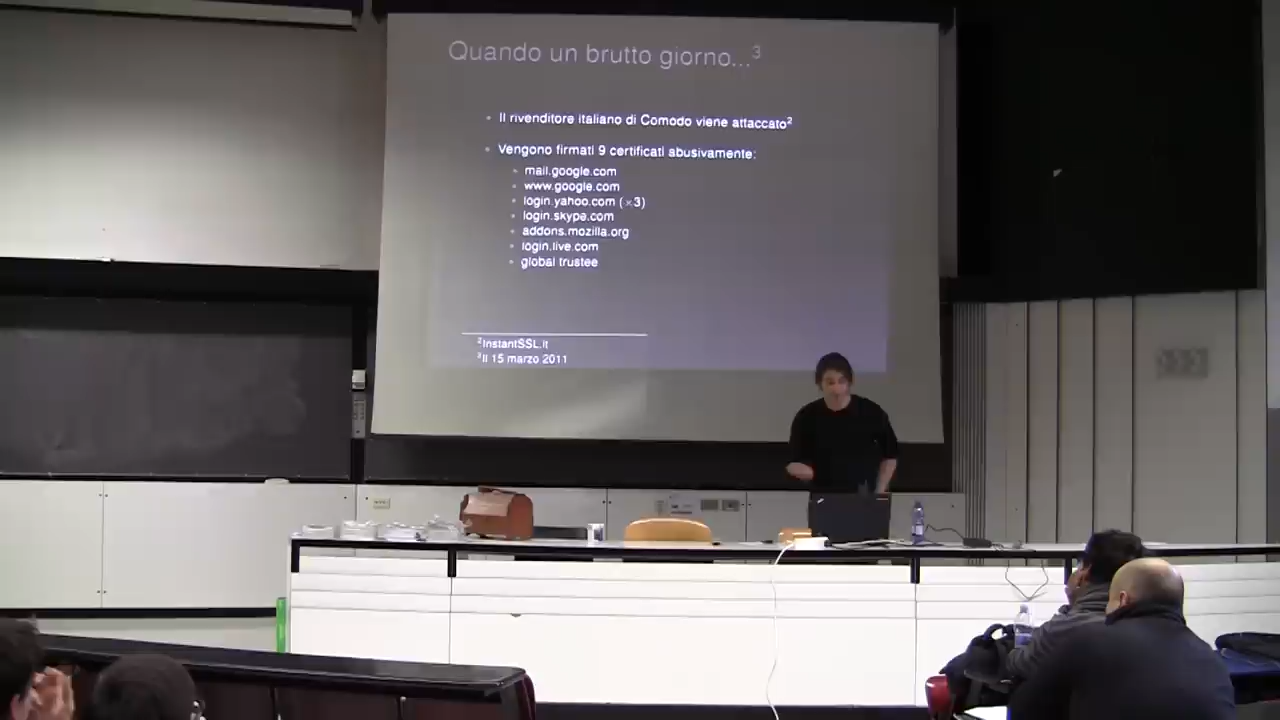 Quando un brutto giorno...³
Il rivenditore italiano di Comodo viene attaccato²
Vengono firmati 9 certificati abusivamente:
mail.google.com
www.google.com
login.yahoo.com (×3)
login.skype.com
addons.mozilla.org
login.live.com
global trustee
²InstantSSL.it
³Il 15 marzo 2011